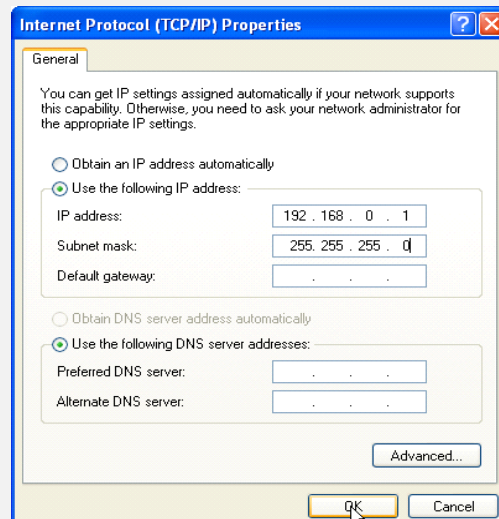 Internet Protocol (TCP/IP) Properties
General
You can get IP settings assigned automatically if your network supports
this capability. Otherwise, you need to ask your network administrator for
the appropriate IP settings.
Obtain an IP address automatically
Use the following IP address:
IP address: 192 . 168 . 0 . 1
Subnet mask: 255. 255 . 255 . 0
Default gateway: . . .
Obtain DNS server address automatically
Use the following DNS server addresses:
Preferred DNS server: . . .
Alternate DNS server: . . .
Advanced...
OK Cancel